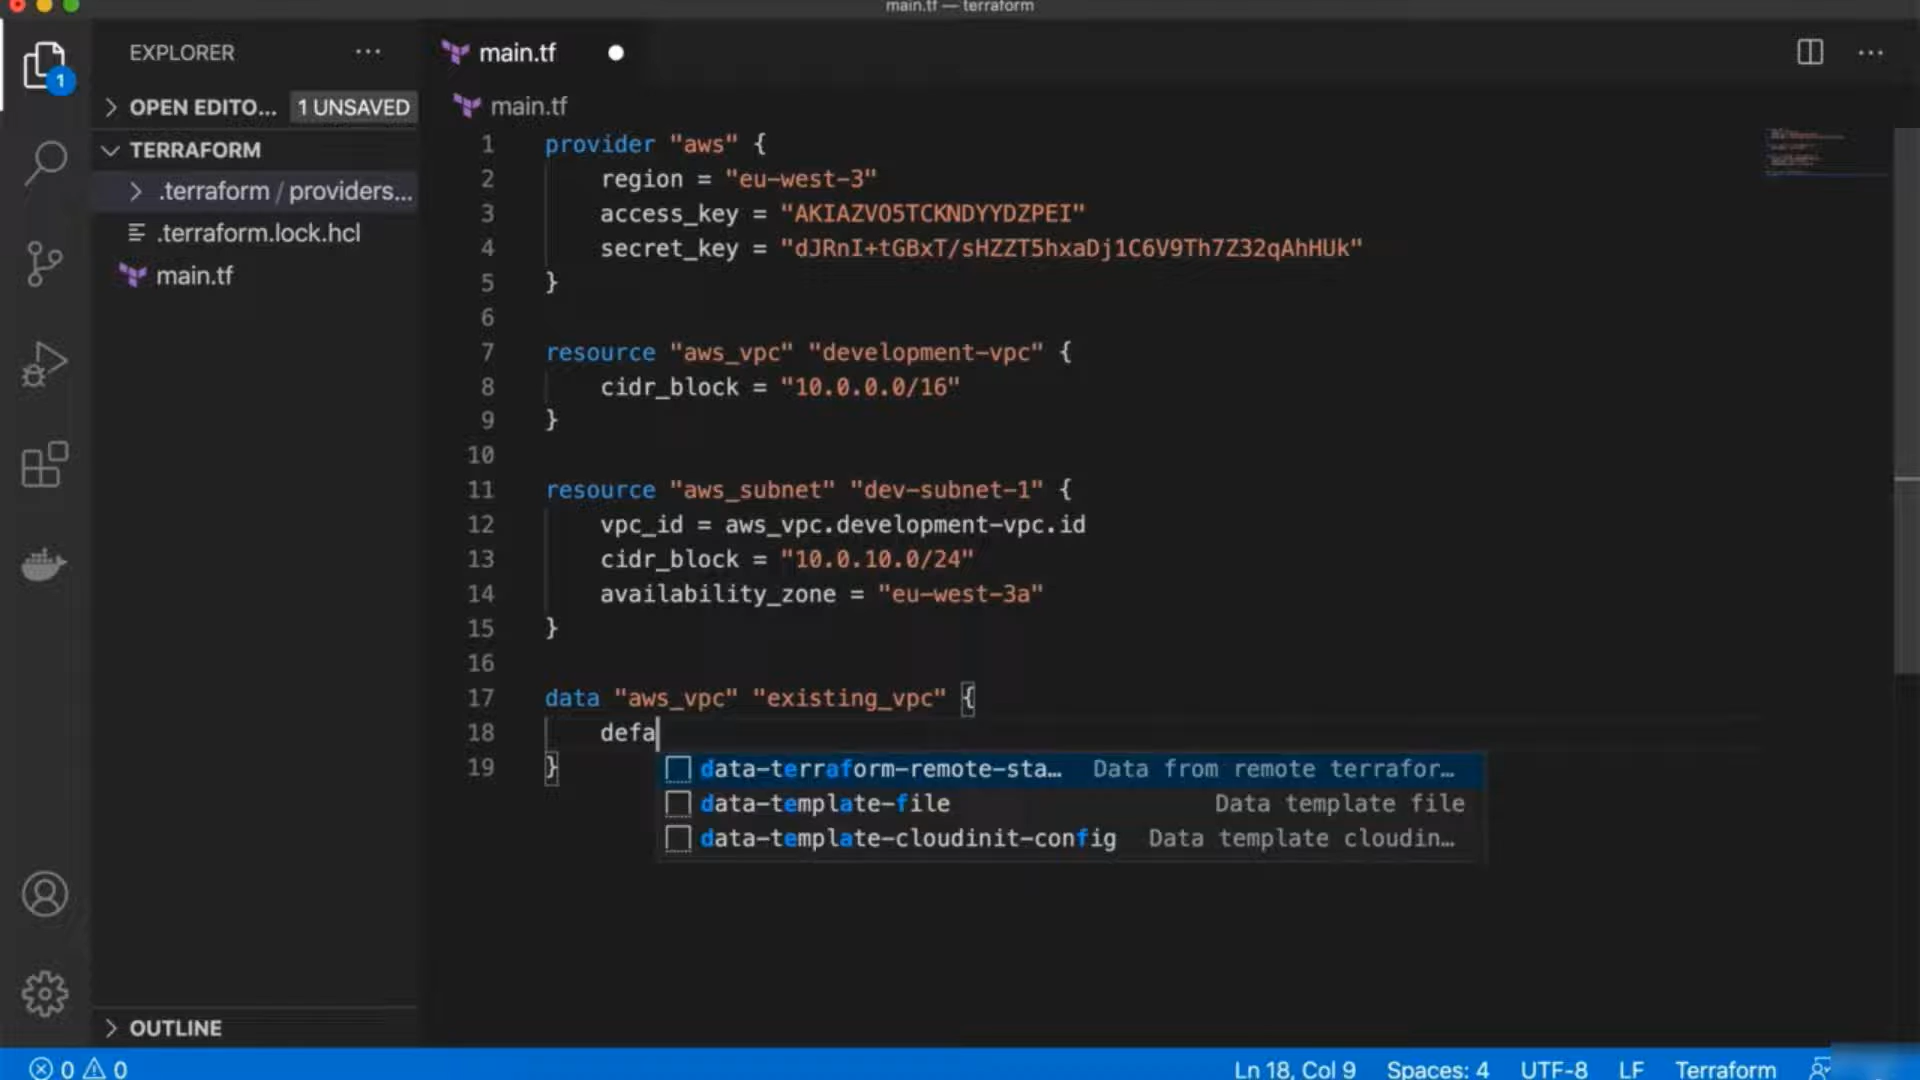 main.tf — terraform
EXPLORER
OPEN EDITO... 1 UNSAVED
TERRAFORM
.terraform / providers...
.terraform.lock.hcl
main.tf
OUTLINE
1
main.tf
main.tf
1 provider "aws" {
2 region = "eu-west-3"
3 access_key = "AKIAZVO5TCKNDYYDZPEI"
4 secret_key = "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"
5 }
6
7 resource "aws_vpc" "development-vpc" {
8 cidr_block = "10.0.0.0/16"
9 }
10
11 resource "aws_subnet" "dev-subnet-1" {
12 vpc_id = aws_vpc.development-vpc.id
13 cidr_block = "10.0.10.0/24"
14 availability_zone = "eu-west-3a"
15 }
16
17 data "aws_vpc" "existing_vpc" {
18 defa
19 }
data-terraform-remote-sta... Data from remote terrafor...
data-template-file Data template file
data-template-cloudinit-config Data template cloudin...
0 0 Ln 18, Col 9 Spaces: 4 UTF-8 LF Terraform